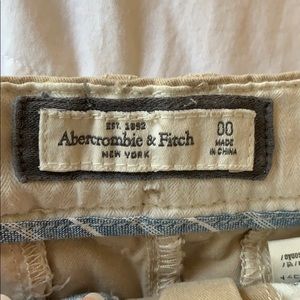 EST. 1892
Abercrombie & Fitch
NEW YORK
00
MADE
IN CHINA